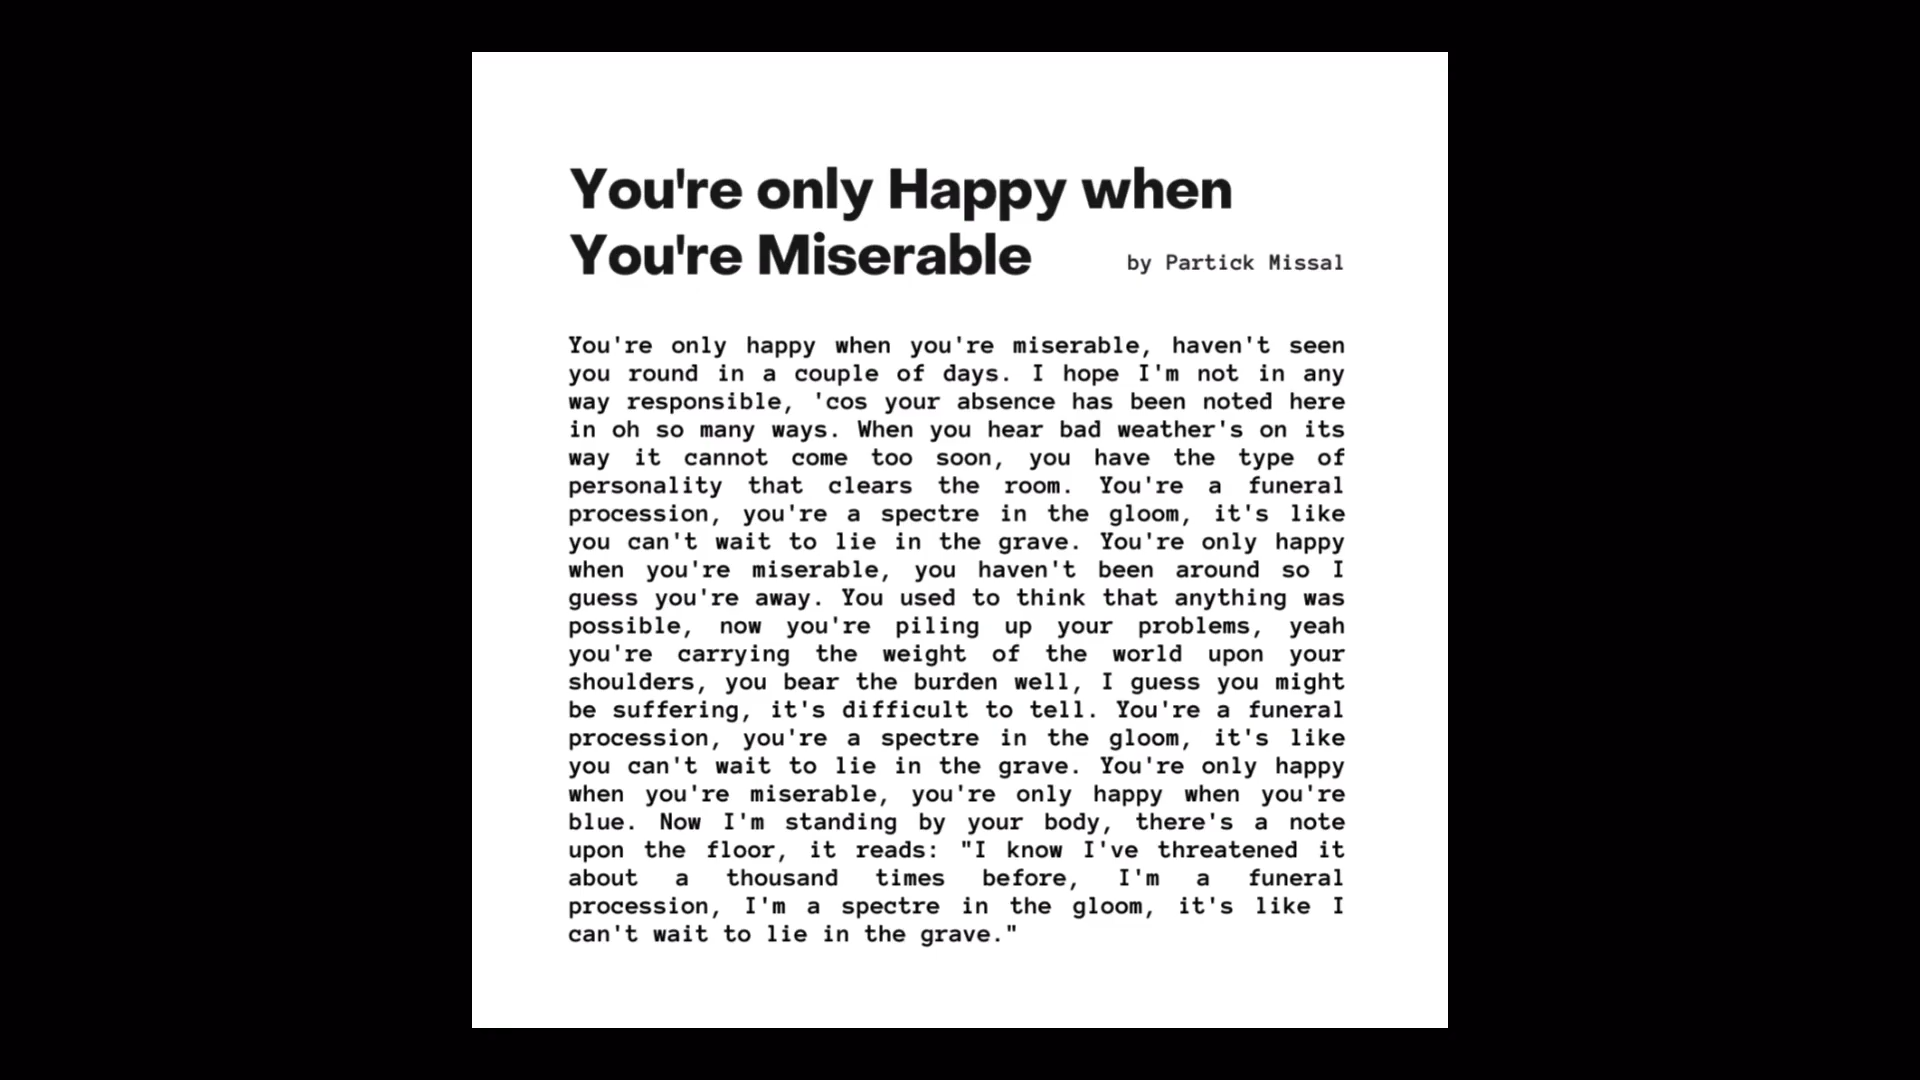 You're only Happy when
You're Miserable
by Partick Missal
You're only happy when you're miserable, haven't seen
you round in a couple of days. I hope I'm not in any
way responsible, 'cos your absence has been noted here
in oh so many ways. When you hear bad weather's on its
way it cannot come too soon, you have the type of
personality that clears the room. You're a funeral
procession, you're a spectre in the gloom, it's like
you can't wait to lie in the grave. You're only happy
when you're miserable, you haven't been around so I
guess you're away. You used to think that anything was
possible, now you're piling up your problems, yeah
you're carrying the weight of the world upon your
shoulders, you bear the burden well, I guess you might
be suffering, it's difficult to tell. You're a funeral
procession, you're a spectre in the gloom, it's like
you can't wait to lie in the grave. You're only happy
when you're miserable, you're only happy when you're
blue. Now I'm standing by your body, there's a note
upon the floor, it reads: "I know I've threatened it
about a thousand times before, I'm a funeral
procession, I'm a spectre in the gloom, it's like I
can't wait to lie in the grave."